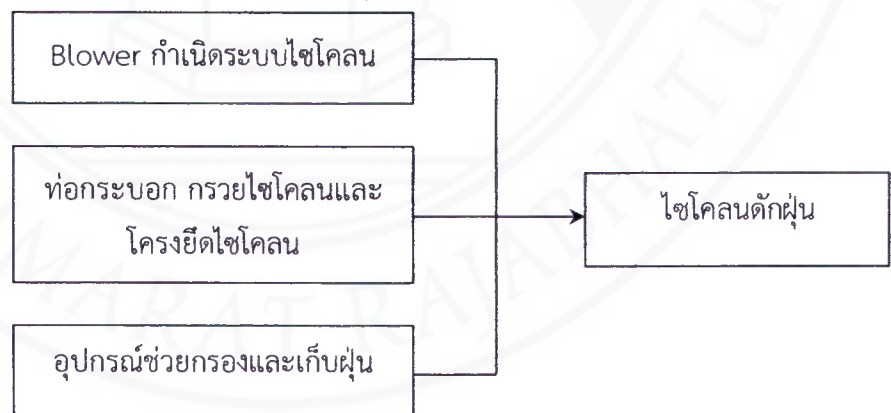 Blower กำเนิดระบบไซโคลน
ท่อกระบอก กรวยไซโคลนและ
โครงยึดไซโคลน
อุปกรณ์ช่วยกรองและเก็บฝุ่น
ไซโคลนดักฝุ่น
MARAT RAJABHAT U